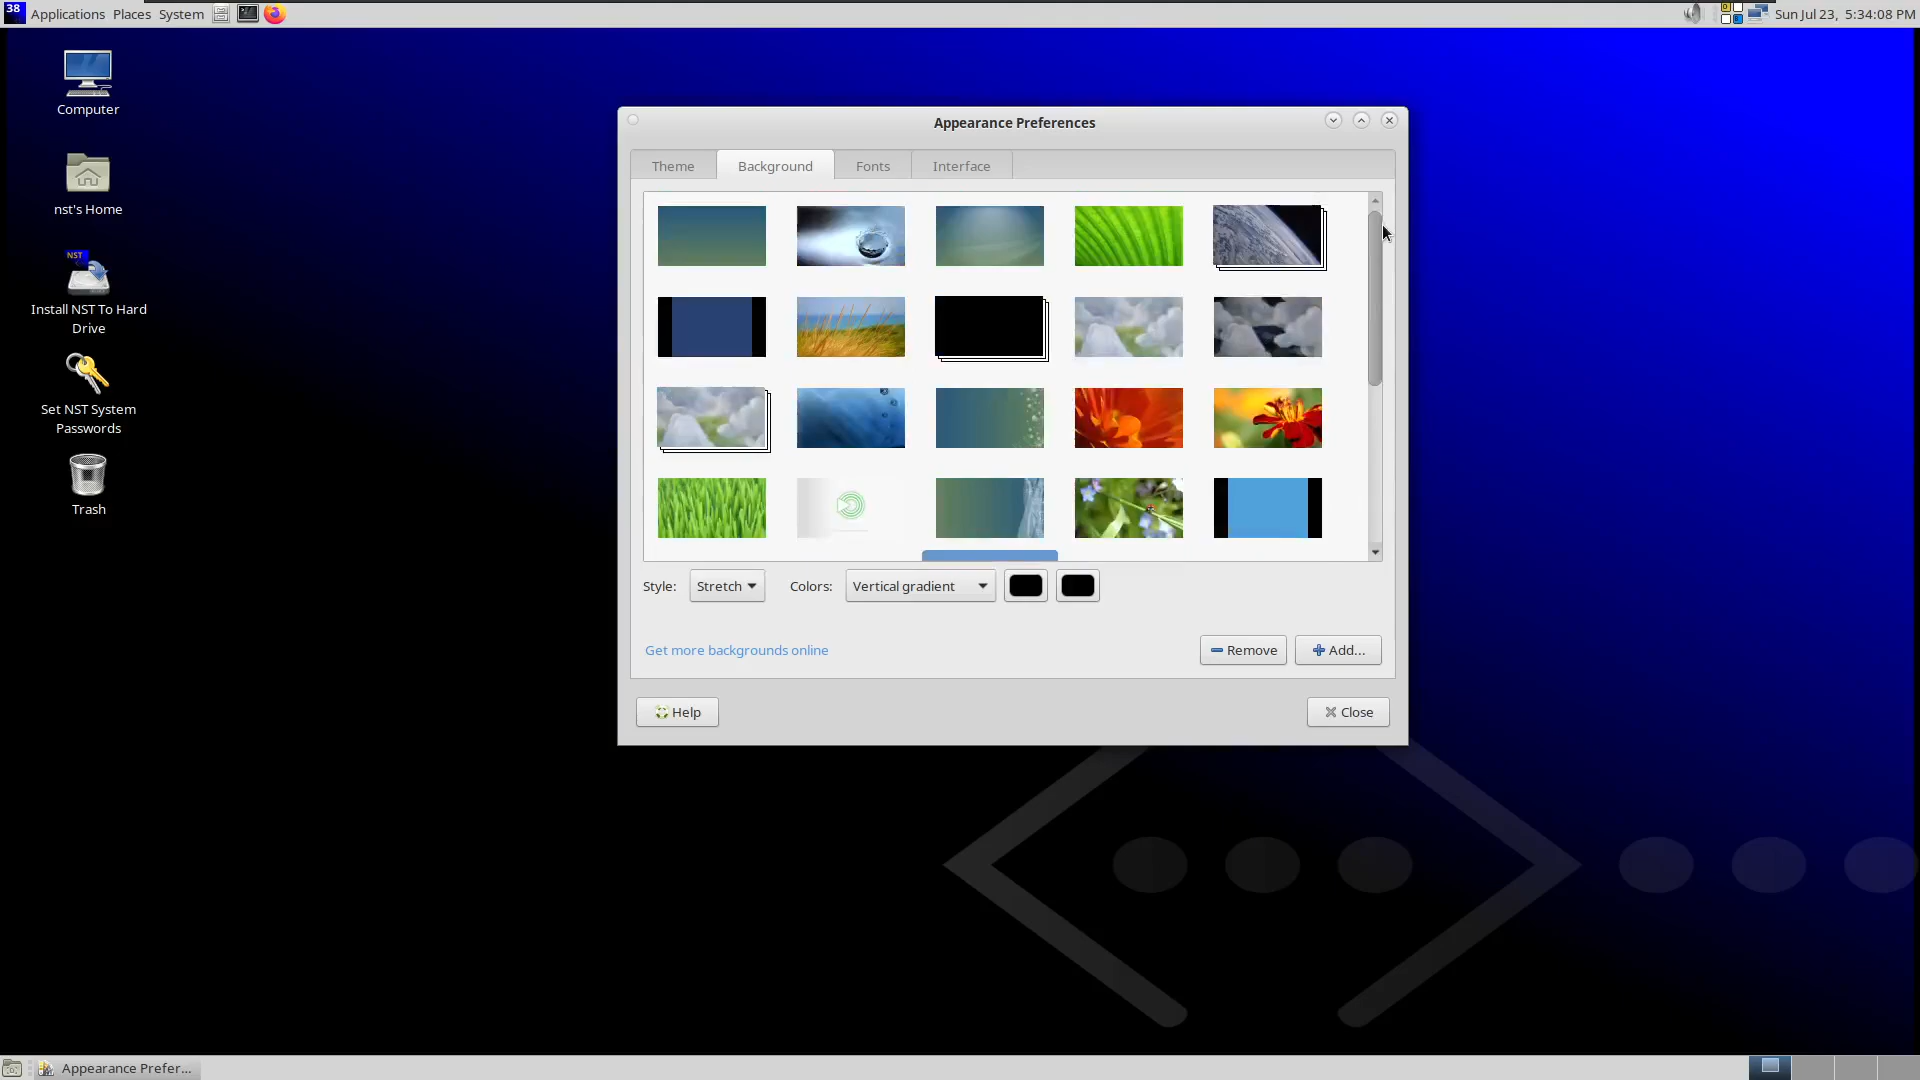 38 Applications Places System Sun Jul 23, 5:34:08 PM
Computer
nst's Home
NST
Install NST To Hard
Drive
Set NST System
Passwords
Trash
Appearance Preferences
Theme Background Fonts Interface
Style: Stretch Colors: Vertical gradient
Get more backgrounds online Remove Add...
Help Close
Appearance Prefer...